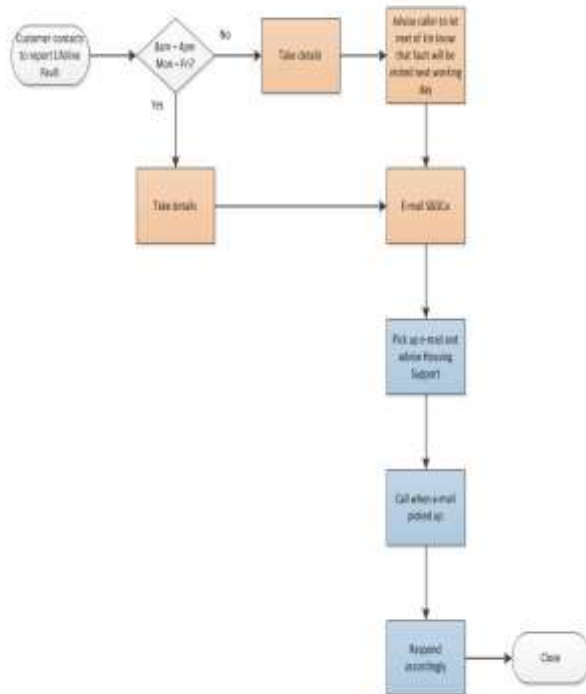 Customer contacts
to report Lifeline
Fault
8am – 4pm
Mon – Fri?
No
Take details
Advise caller to let
know
that fault will be
visited next working
day
Yes
Take details
E-mail
Pick up e-mail and
advise Housing
Support
Call when e-mail
picked up
Respond
accordingly
Close